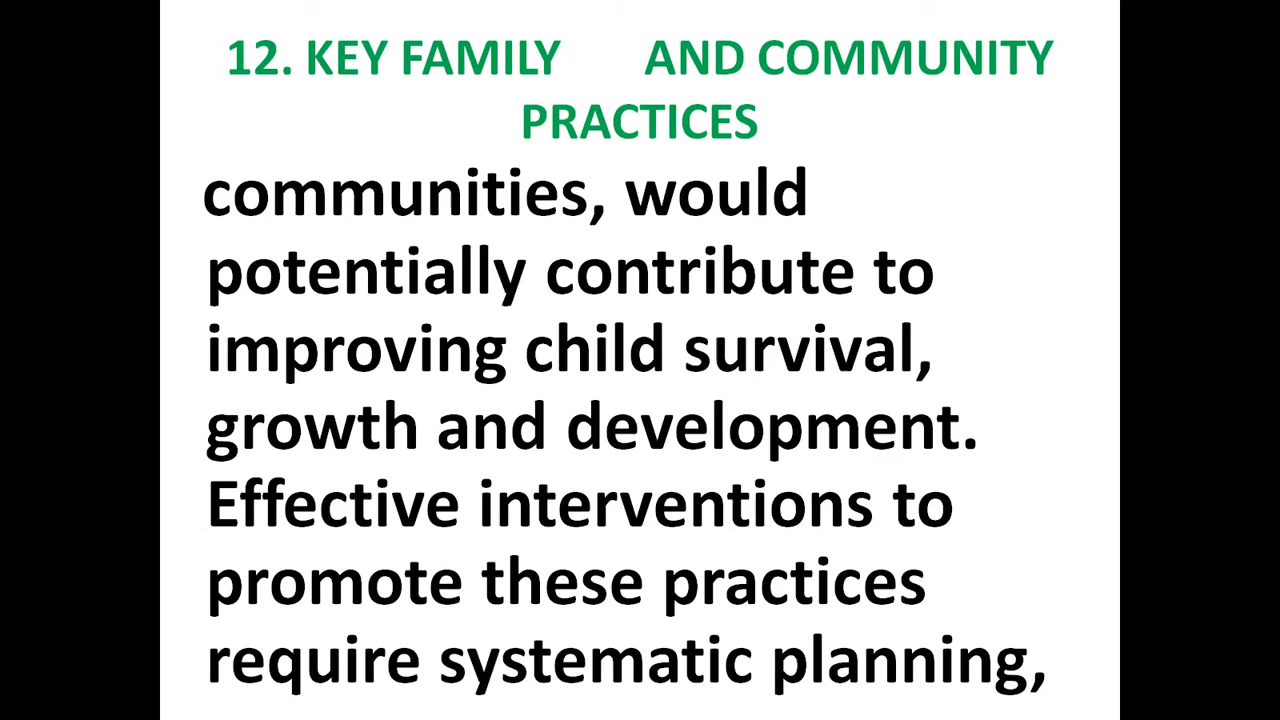 12. KEY FAMILY AND COMMUNITY
PRACTICES
communities, would
potentially contribute to
improving child survival,
growth and development.
Effective interventions to
promote these practices
require systematic planning,